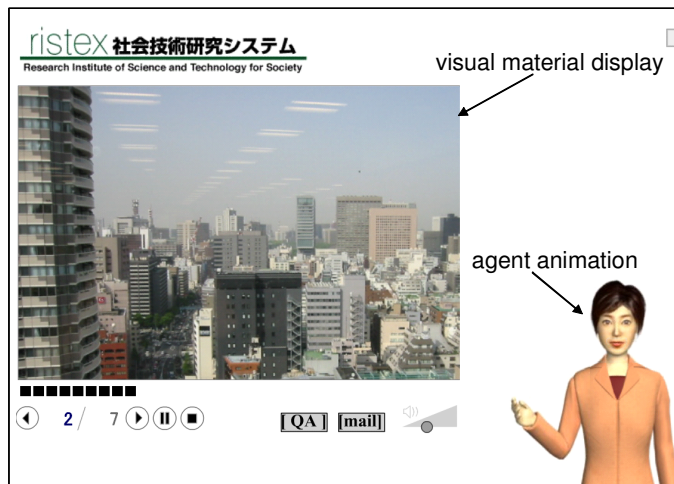 ristex 社会技術研究システム
Research Institute of Science and Technology for Society
visual material display
agent animation
2 / 7
[ QA ] [mail]